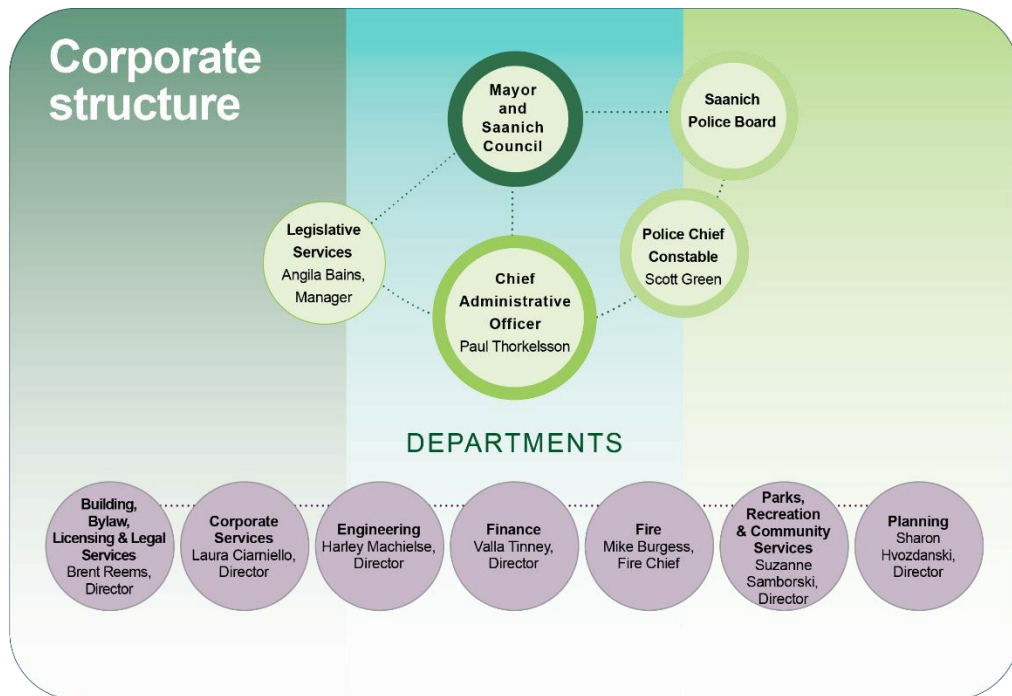 Corporate
structure
Mayor
and
Saanich
Council
Saanich
Police Board
Legislative
Services
Angila Bains,
Manager
Chief
Administrative
Officer
Paul Thorkelsson
Police Chief
Constable
Scott Green
DEPARTMENTS
Building,
Bylaw,
Licensing & Legal
Services
Brent Reems,
Director
Corporate
Services
Laura Ciarniello,
Director
Engineering
Harley Machielse,
Director
Finance
Valla Tinney,
Director
Fire
Mike Burgess,
Fire Chief
Parks,
Recreation
& Community
Services
Suzanne
Samborski,
Director
Planning
Sharon
Hvozdanski,
Director